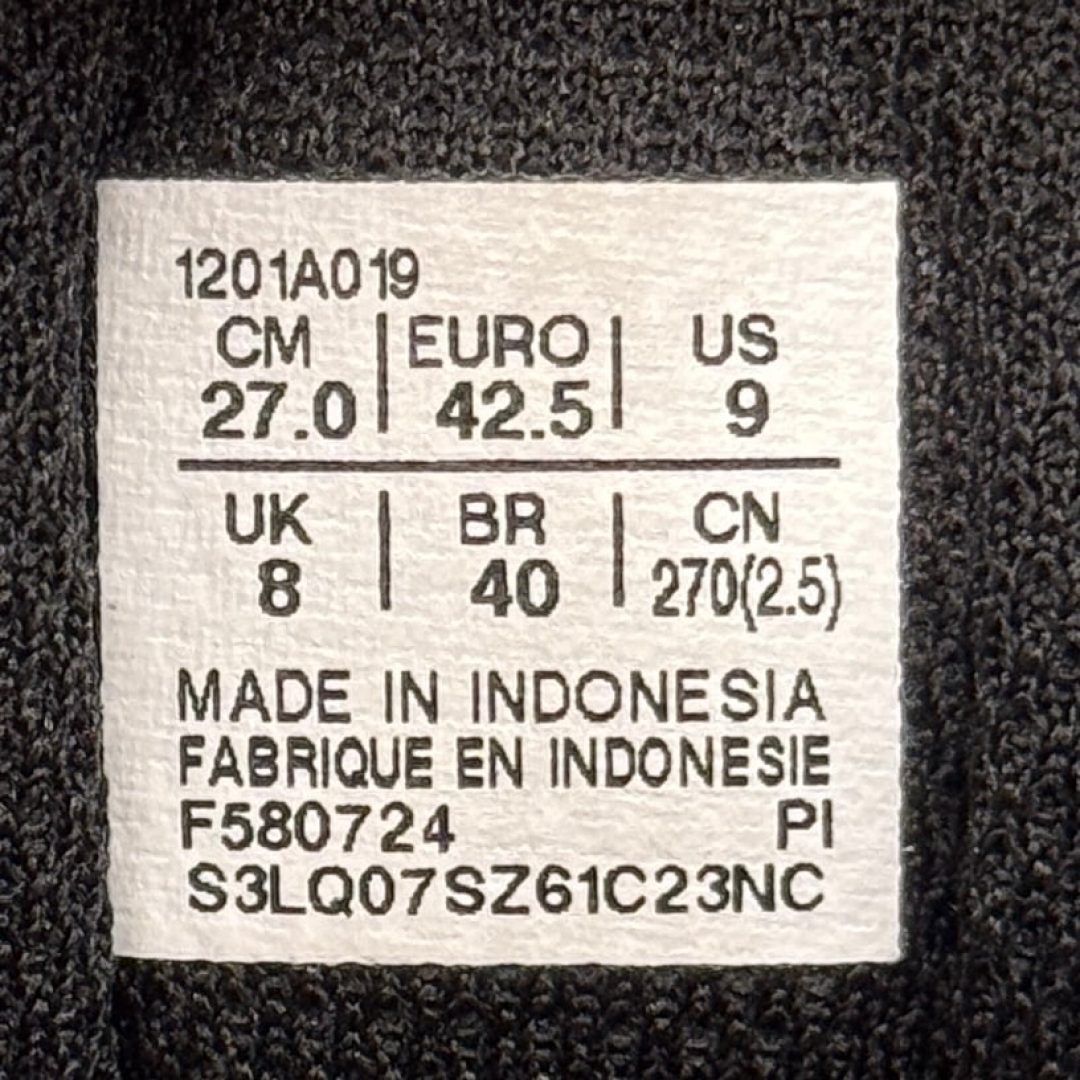 1201A019
CM | EURO | US
27.0 | 42.5 | 9
UK | BR | CN
8 | 40 | 270(2.5)
MADE IN INDONESIA
FABRIQUE EN INDONESIE
F580724 PI
S3LQ07SZ61C23NC